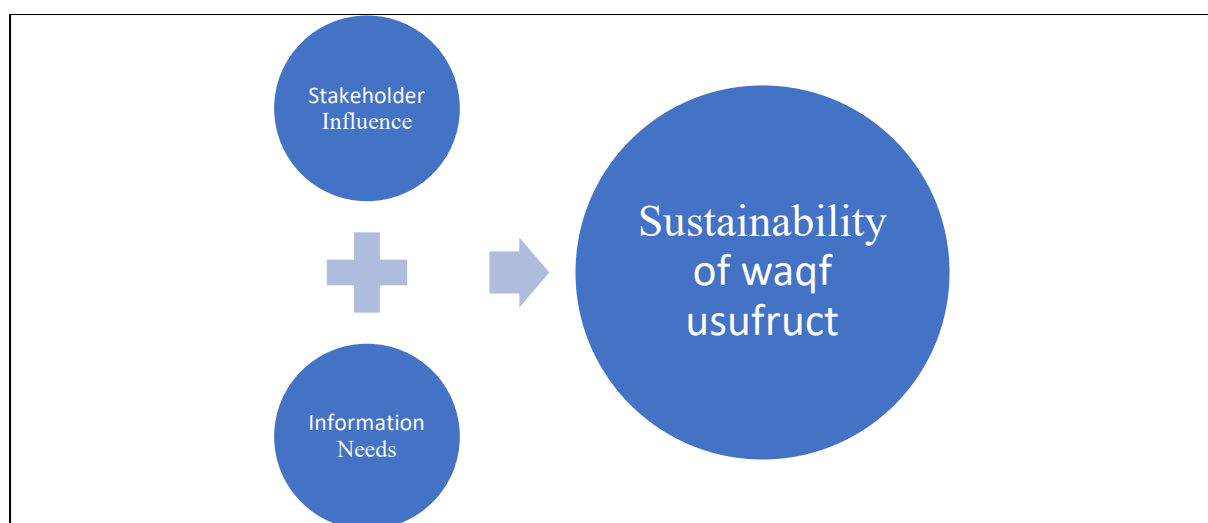 Stakeholder
Influence
Information
Needs
Sustainability
of waqf
usufruct